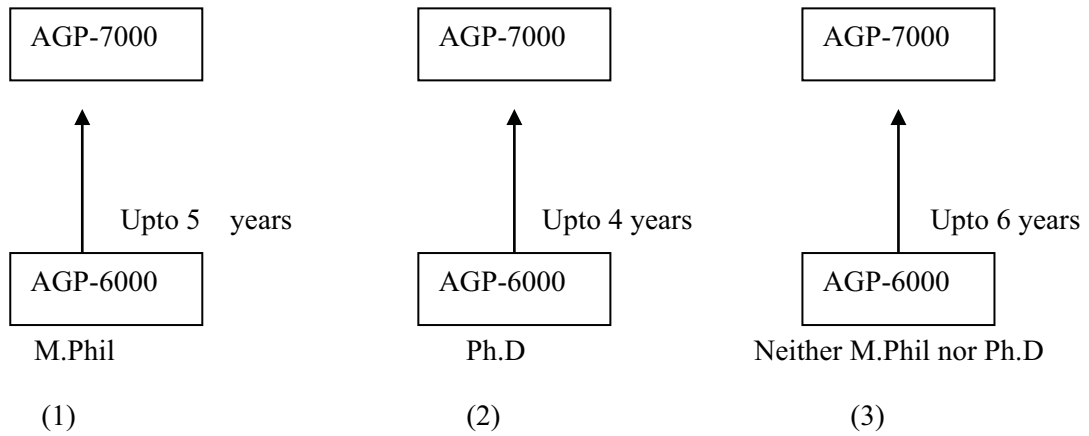 AGP-7000 AGP-7000 AGP-7000
Upto 5 years Upto 4 years Upto 6 years
AGP-6000 AGP-6000 AGP-6000
M.Phil Ph.D Neither M.Phil nor Ph.D
(1) (2) (3)